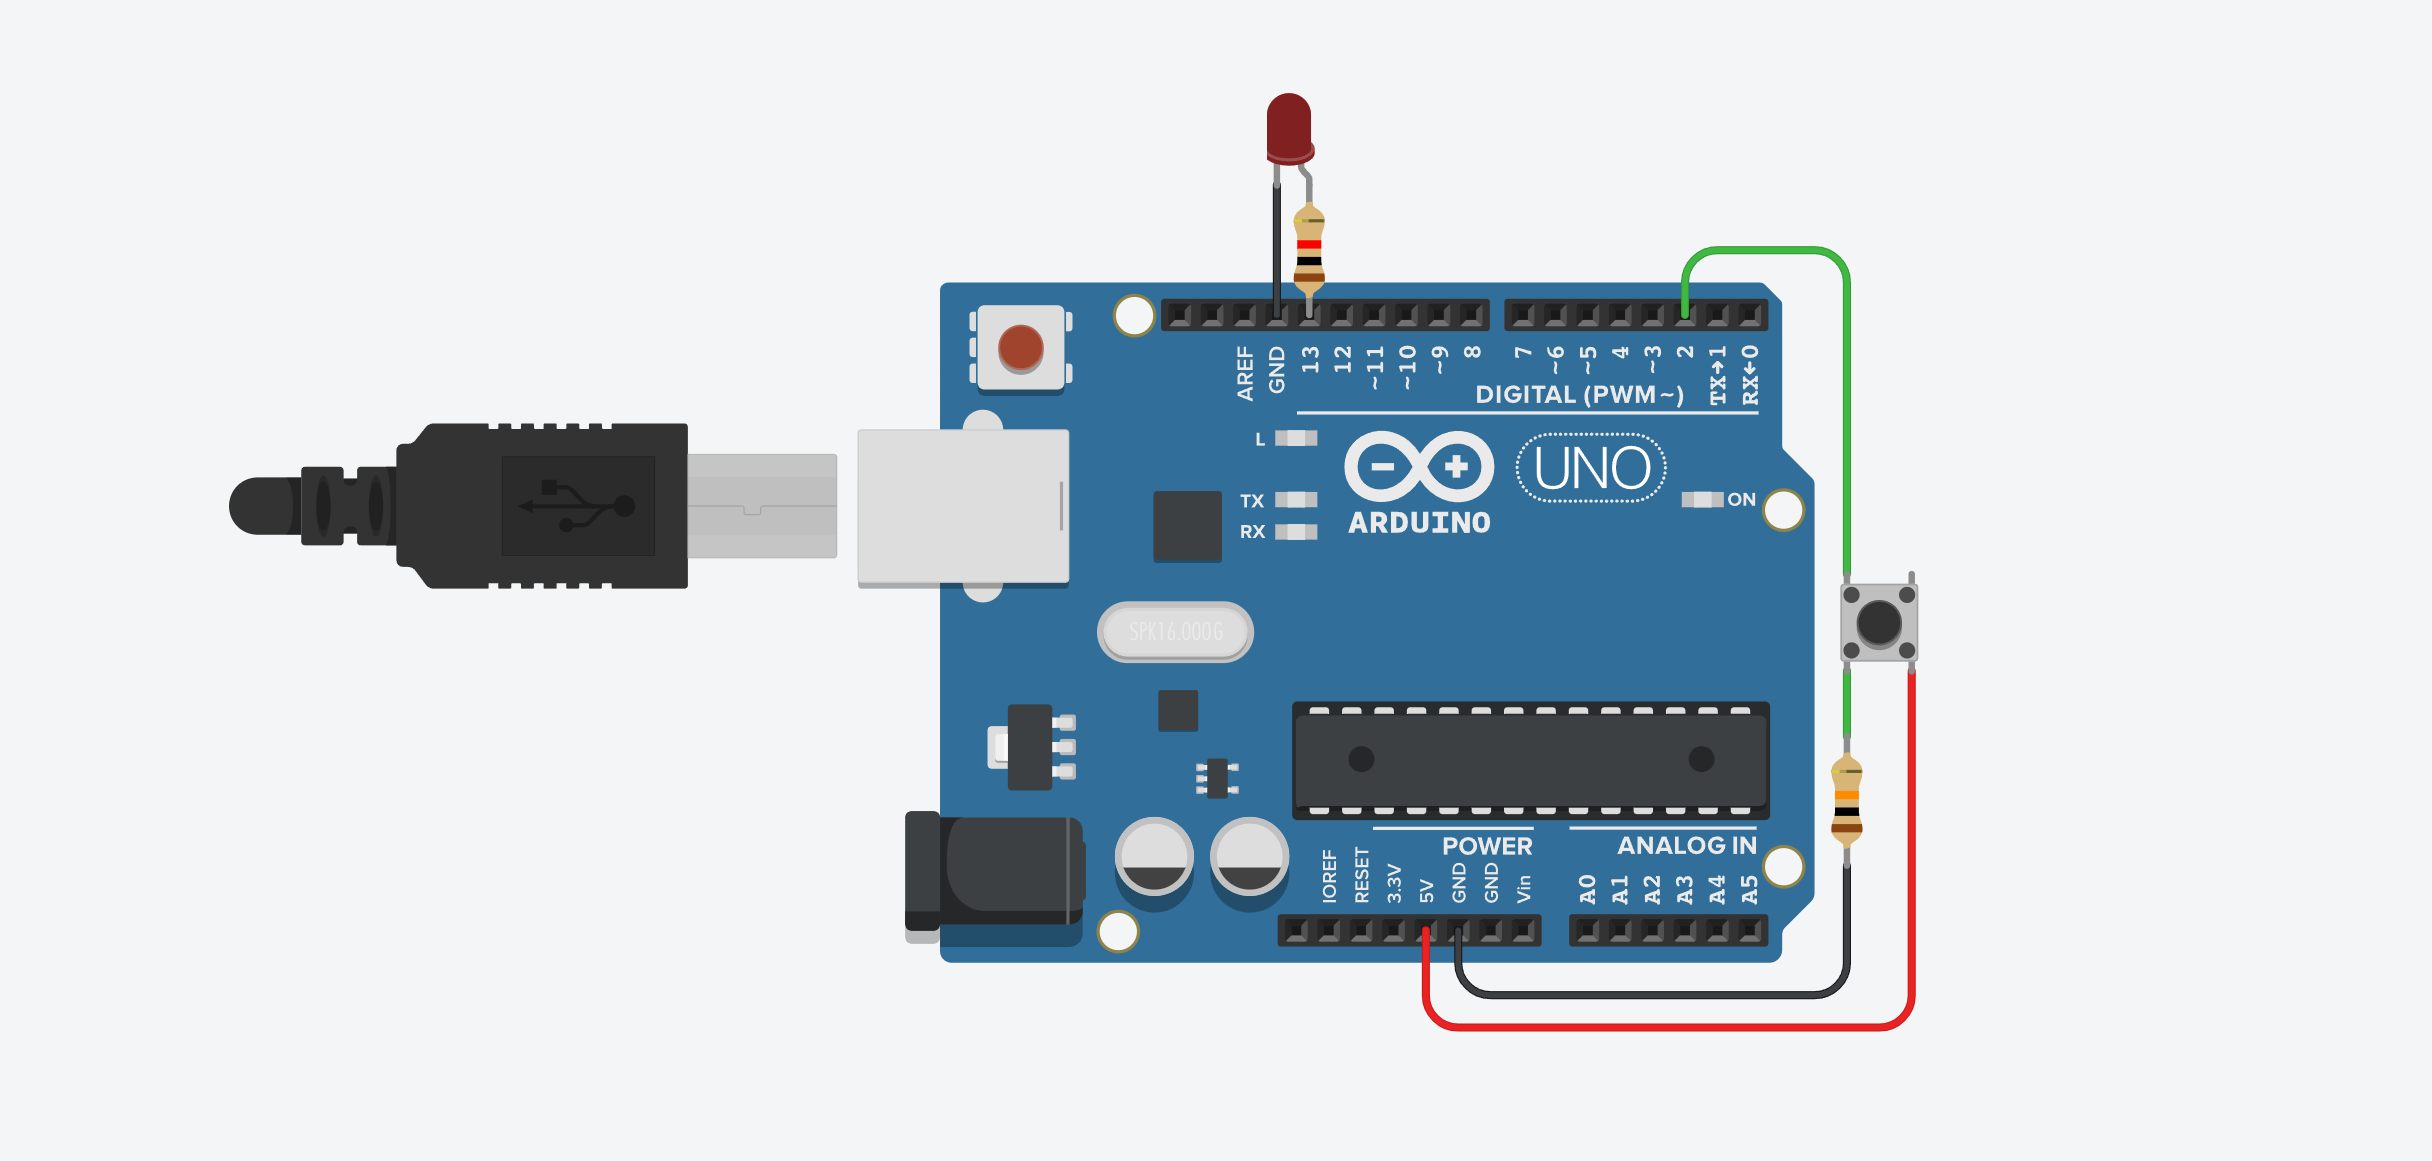 AREF
GND
13
12
~11
~10
~9
8
7
~6
~5
4
~3
2
TX→1
RX←0
DIGITAL (PWM~)
L
TX
RX
ARDUINO
UNO
ON
SPK16.000G
POWER
ANALOG IN
IOREF
RESET
3.3V
5V
GND
GND
Vin
A0
A1
A2
A3
A4
A5